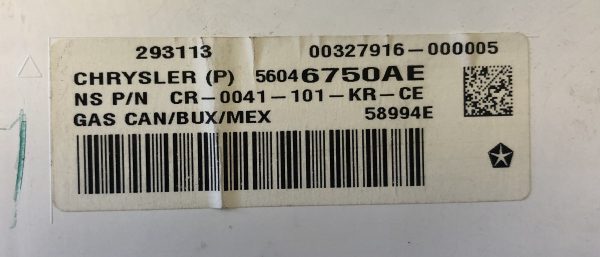 293113 00327916-000005
CHRYSLER (P) 56046750AE
NS P/N CR-0041-101-KR-CE
GAS CAN/BUX/MEX 58994E